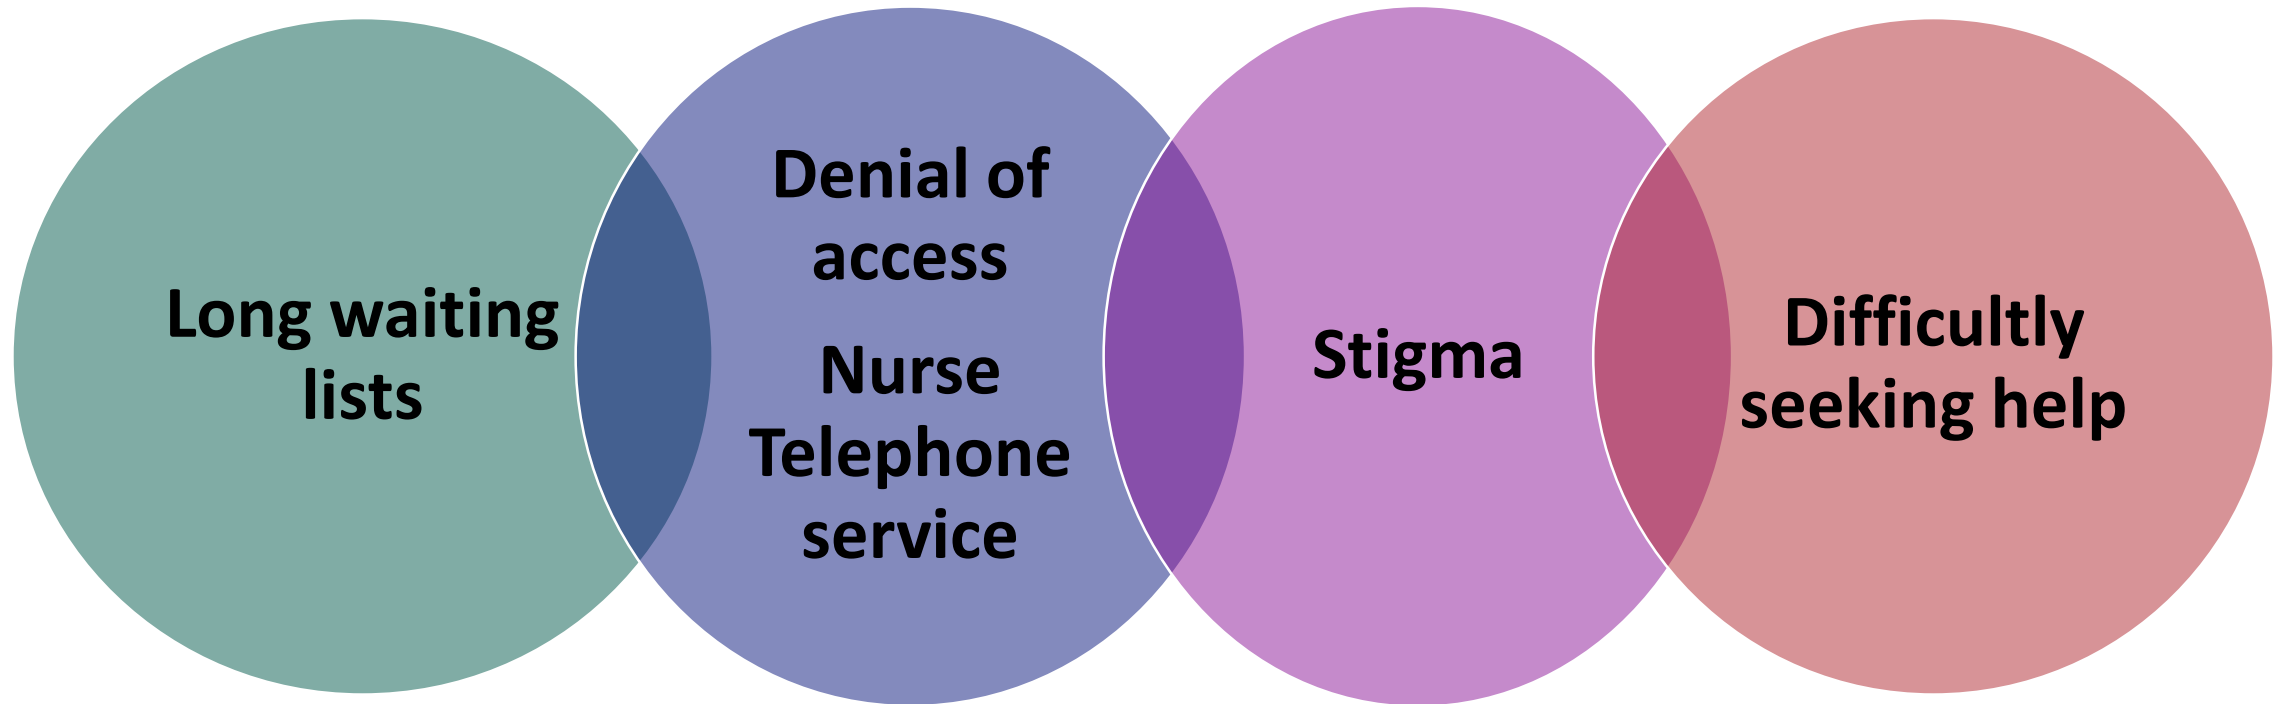 Long waiting
lists
Denial of
access
Nurse
Telephone
service
Stigma
Difficultly
seeking help